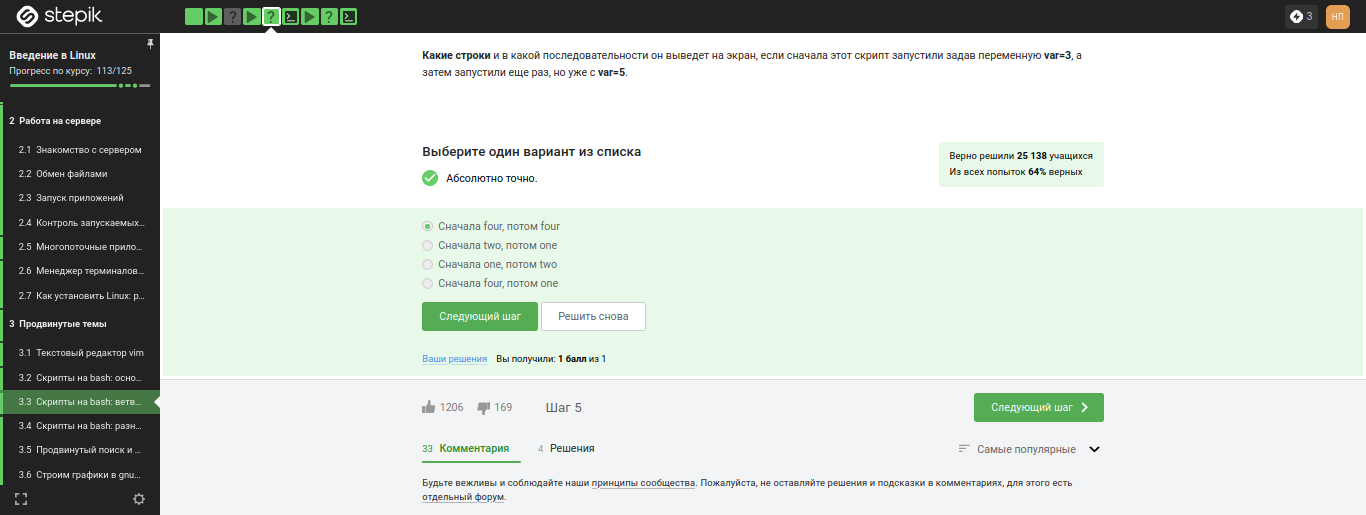 stepik
?
?
?
3
НП
Введение в Linux
Прогресс по курсу: 113/125
2 Работа на сервере
2.1 Знакомство с сервером
2.2 Обмен файлами
2.3 Запуск приложений
2.4 Контроль запускаемых...
2.5 Многопоточные прило...
2.6 Менеджер терминалов...
2.7 Как установить Linux: р...
3 Продвинутые темы
3.1 Текстовый редактор vim
3.2 Скрипты на bash: осно...
3.3 Скрипты на bash: ветв...
3.4 Скрипты на bash: разн...
3.5 Продвинутый поиск и ...
3.6 Строим графики в gnu...
Какие строки и в какой последовательности он выведет на экран, если сначала этот скрипт запустили задав переменную var=3, а
затем запустили еще раз, но уже с var=5.
Выберите один вариант из списка
Абсолютно точно.
Верно решили 25 138 учащихся
Из всех попыток 64% верных
Сначала four, потом four
Сначала two, потом one
Сначала one, потом two
Сначала four, потом one
Следующий шаг
Решить снова
Ваши решения Вы получили: 1 балл из 1
1206
169
Шаг 5
Следующий шаг
33 Комментария
4 Решения
Самые популярные
Будьте вежливы и соблюдайте наши принципы сообщества. Пожалуйста, не оставляйте решения и подсказки в комментариях, для этого есть
отдельный форум.